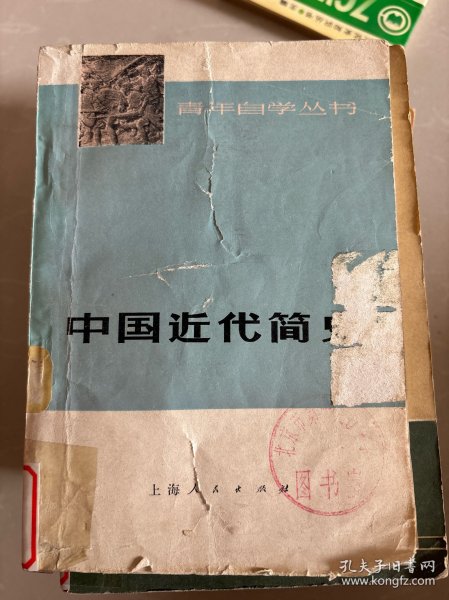 青年自学丛书
中国近代简史
上海人民出版社
图书
孔夫子旧书网
www.kongfz.com